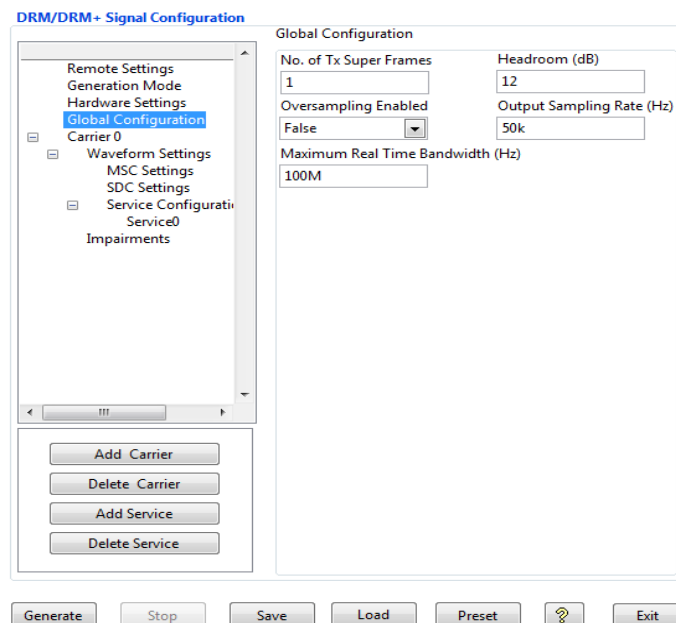 DRM/DRM+ Signal Configuration
Remote Settings
Generation Mode
Hardware Settings
Global Configuration
Carrier 0
Waveform Settings
MSC Settings
SDC Settings
Service Configurati
Service0
Impairments
Add Carrier
Delete Carrier
Add Service
Delete Service
Global Configuration
No. of Tx Super Frames
1
Headroom (dB)
12
Oversampling Enabled
False
Output Sampling Rate (Hz)
50k
Maximum Real Time Bandwidth (Hz)
100M
Generate
Stop
Save
Load
Preset
?
Exit